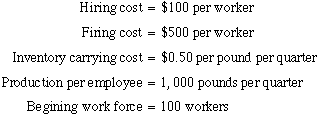 Hiring cost = $100 per worker
Firing cost = $500 per worker
Inventory carrying cost = $0.50 per pound per quarter
Production per employee = 1,000 pounds per quarter
Begining work force = 100 workers